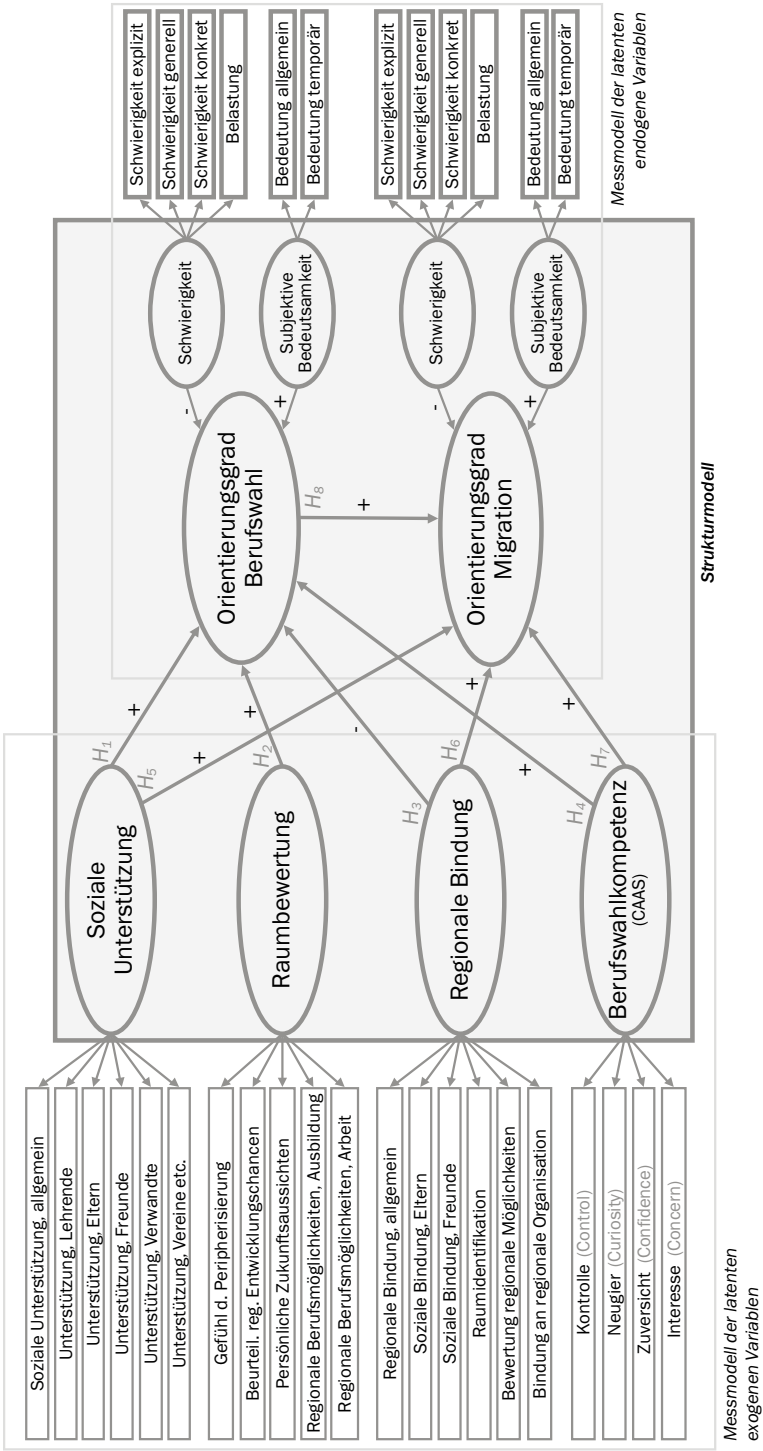 Soziale Unterstützung, allgemein
Unterstützung, Lehrende
Unterstützung, Eltern
Unterstützung, Freunde
Unterstützung, Verwandte
Unterstützung, Vereine etc.
Gefühl d. Peripherisierung
Beurteil. reg. Entwicklungschancen
Persönliche Zukunftsaussichten
Regionale Berufsmöglichkeiten, Ausbildung
Regionale Berufsmöglichkeiten, Arbeit
Regionale Bindung, allgemein
Soziale Bindung, Eltern
Soziale Bindung, Freunde
Raumidentifikation
Bewertung regionale Möglichkeiten
Bindung an regionale Organisation
Kontrolle (Control)
Neugier (Curiosity)
Zuversicht (Confidence)
Interesse (Concern)
Messmodell der latenten
exogenen Variablen
Soziale
Unterstützung
Raumbewertung
Regionale Bindung
Berufswahlkompetenz
(CAAS)
H1
+
H5
+
H2
+
H3
-
H6
+
H4
+
H7
+
Orientierungsgrad
Berufswahl
H8
+
Orientierungsgrad
Migration
-
+
-
+
Schwierigkeit
Subjektive
Bedeutsamkeit
Schwierigkeit
Subjektive
Bedeutsamkeit
Strukturmodell
Schwierigkeit explizit
Schwierigkeit generell
Schwierigkeit konkret
Belastung
Bedeutung allgemein
Bedeutung temporär
Schwierigkeit explizit
Schwierigkeit generell
Schwierigkeit konkret
Belastung
Bedeutung allgemein
Bedeutung temporär
Messmodell der latenten
endogene Variablen